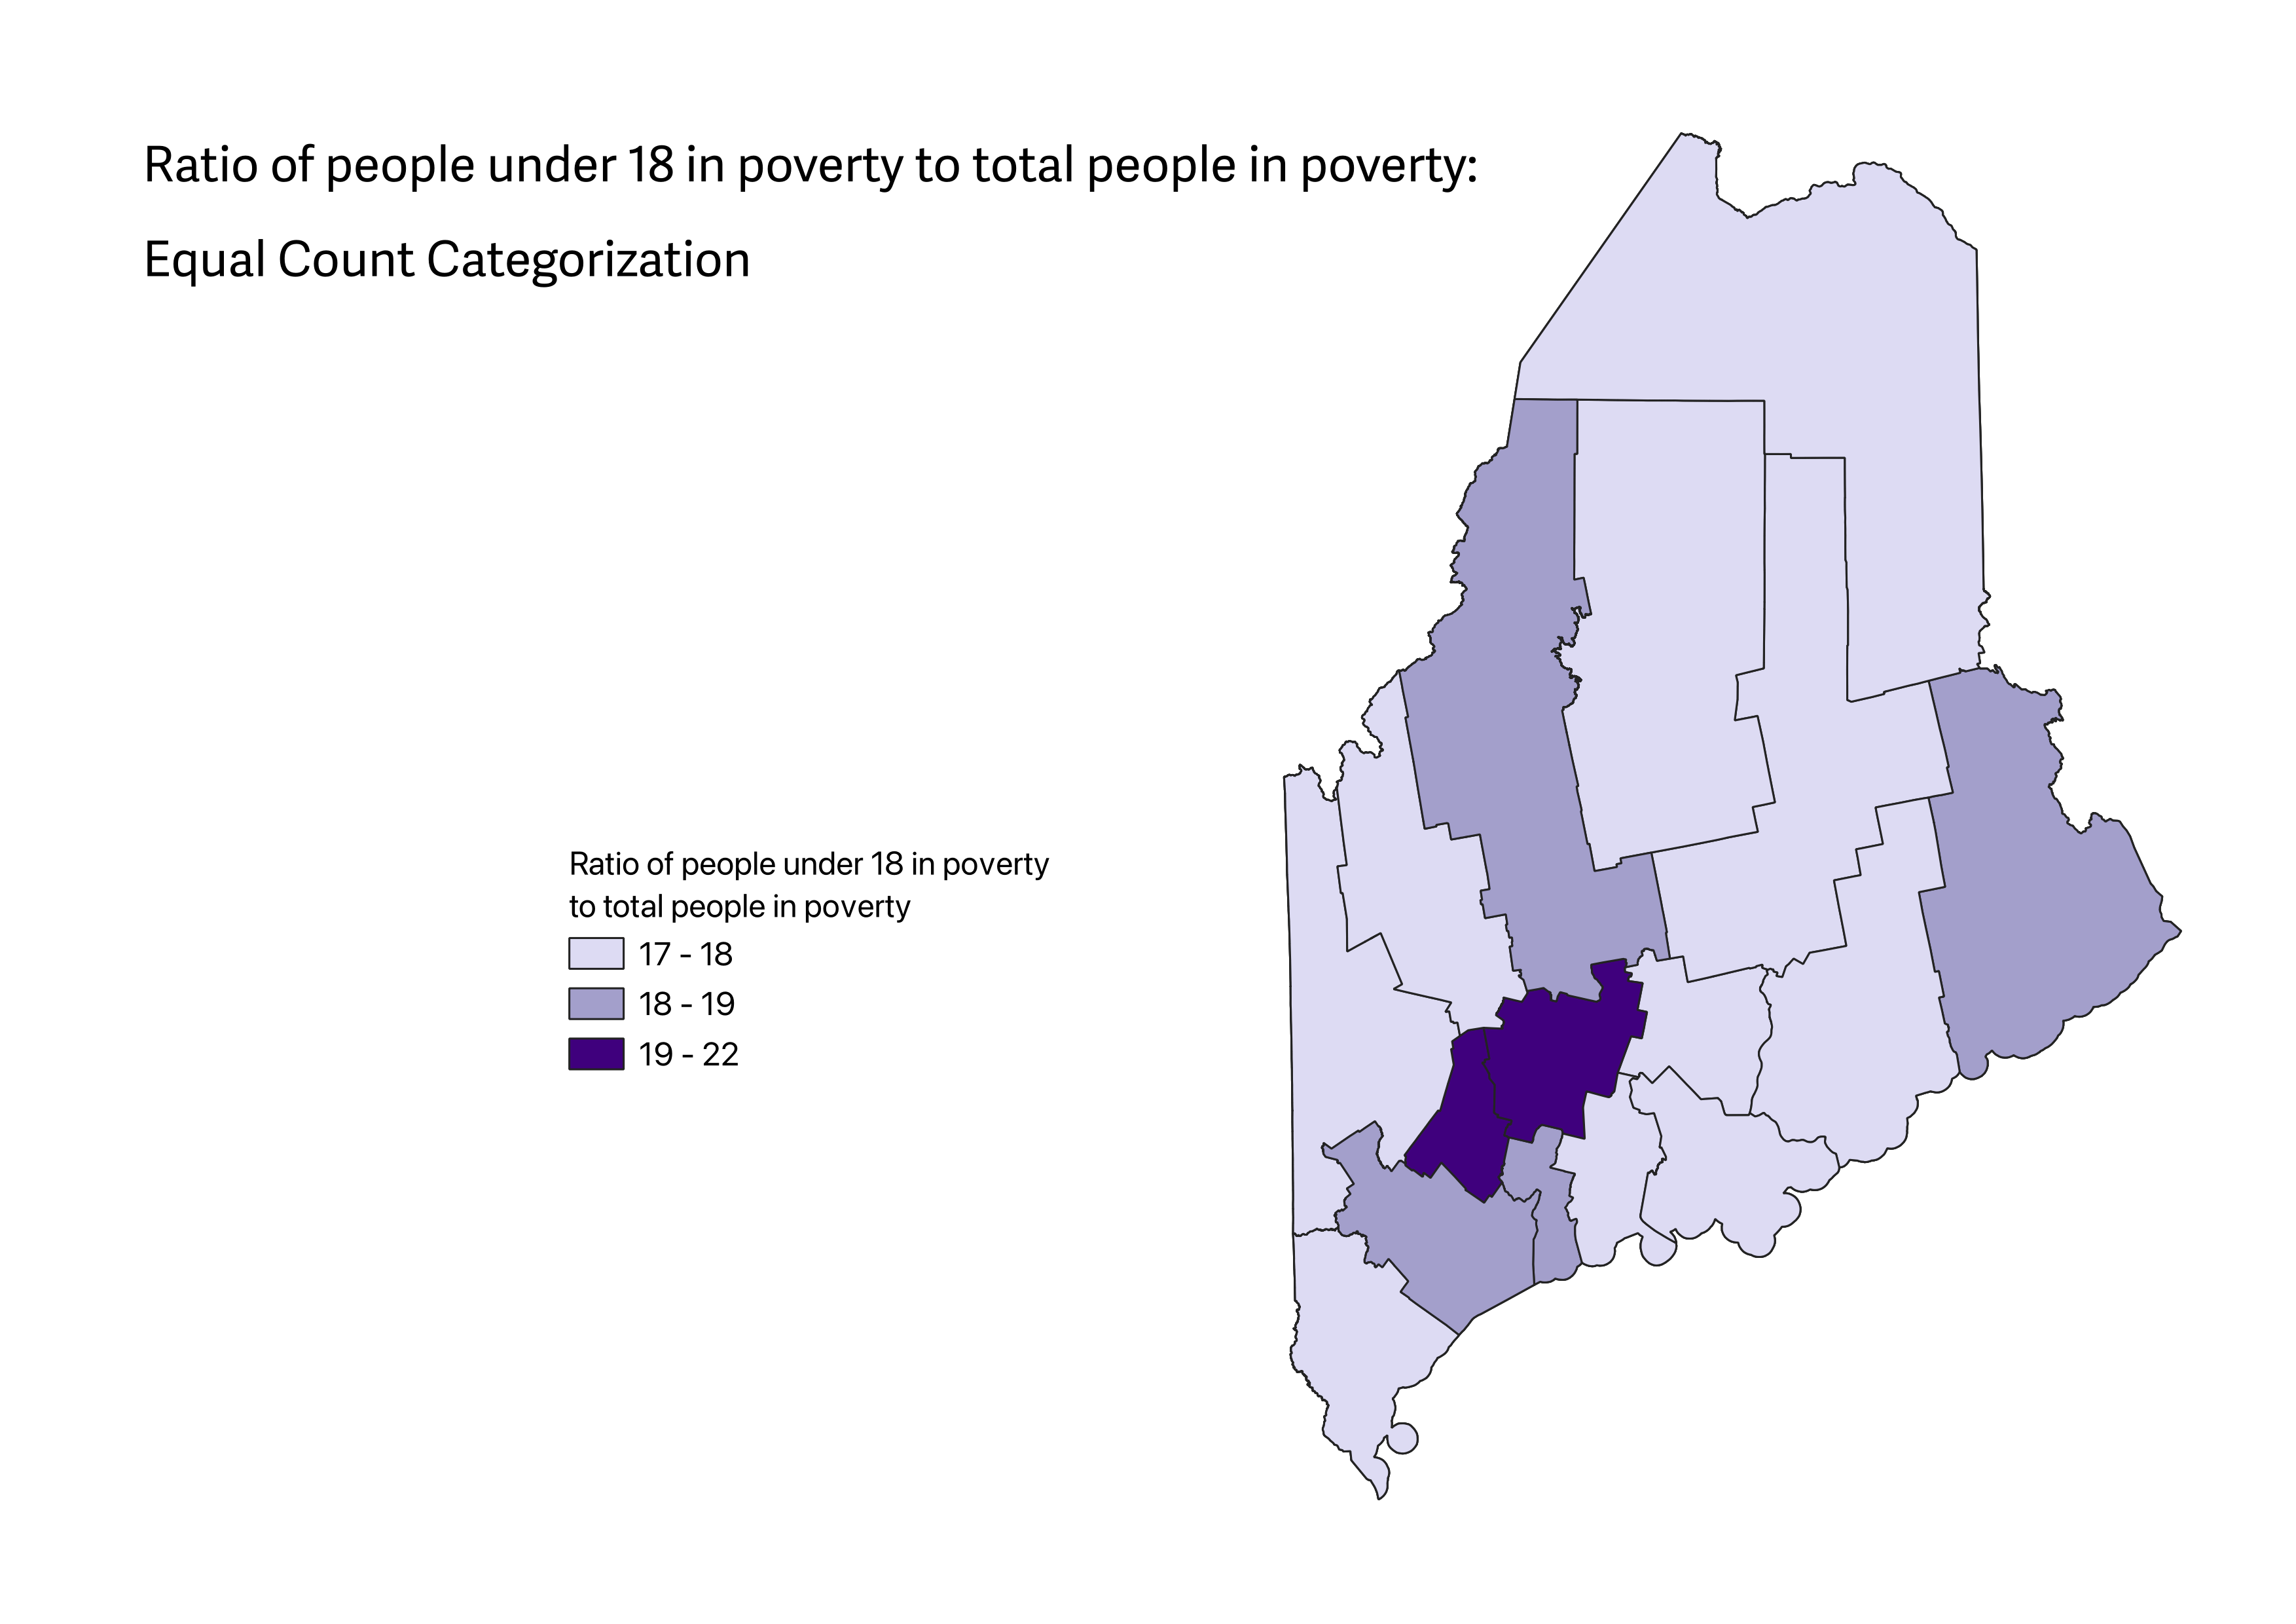 Ratio of people under 18 in poverty to total people in poverty:
Equal Count Categorization
Ratio of people under 18 in poverty
to total people in poverty
17 - 18
18 - 19
19 - 22